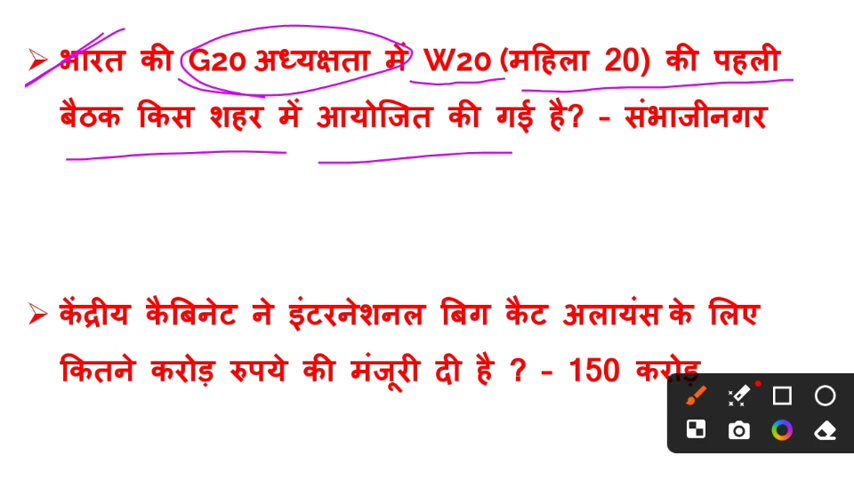 ➢ भारत की G20 अध्यक्षता में W20 (महिला 20) की पहली
बैठक किस शहर में आयोजित की गई है? - संभाजीनगर
➢ केंद्रीय कैबिनेट ने इंटरनेशनल बिग कैट अलायंस के लिए
कितने करोड़ रुपये की मंजूरी दी है ? - 150 करोड़